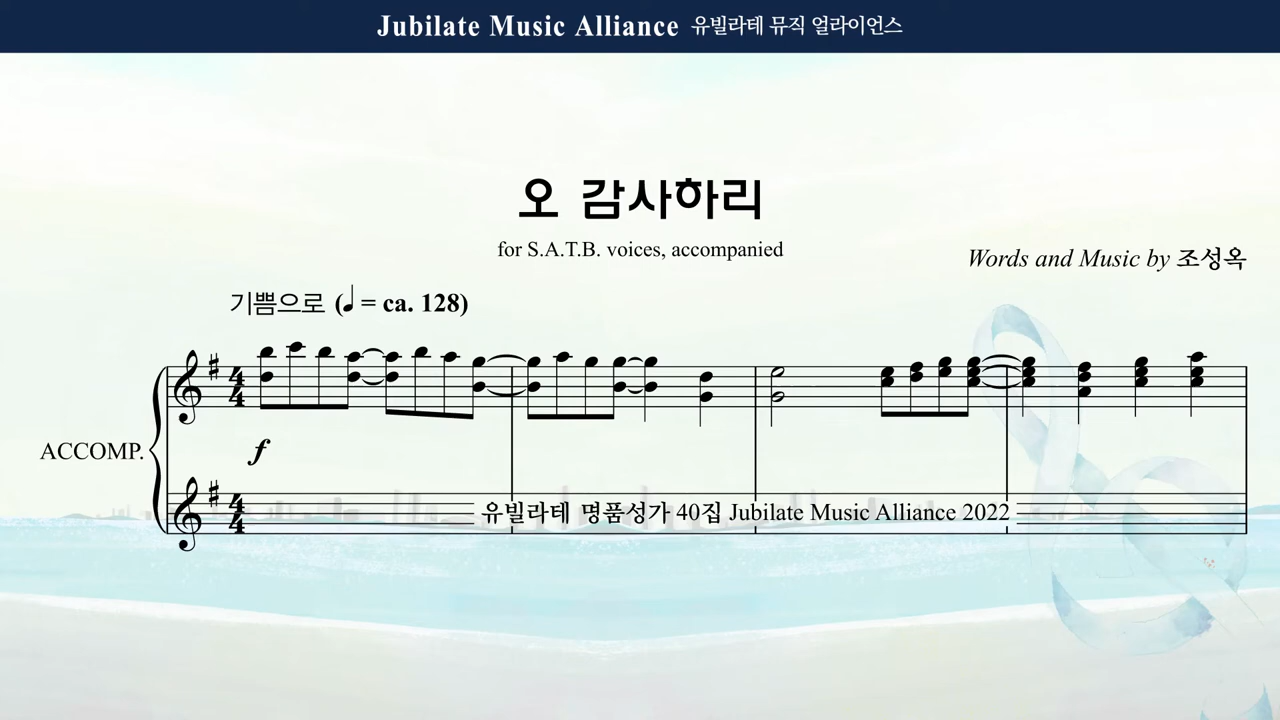 Jubilate Music Alliance 유빌라테 뮤직 얼라이언스
오 감사하리
for S.A.T.B. voices, accompanied
Words and Music by 조성옥
기쁨으로 (♩ = ca. 128)
ACCOMP.
f
유빌라테 명품성가 40집 Jubilate Music Alliance 2022